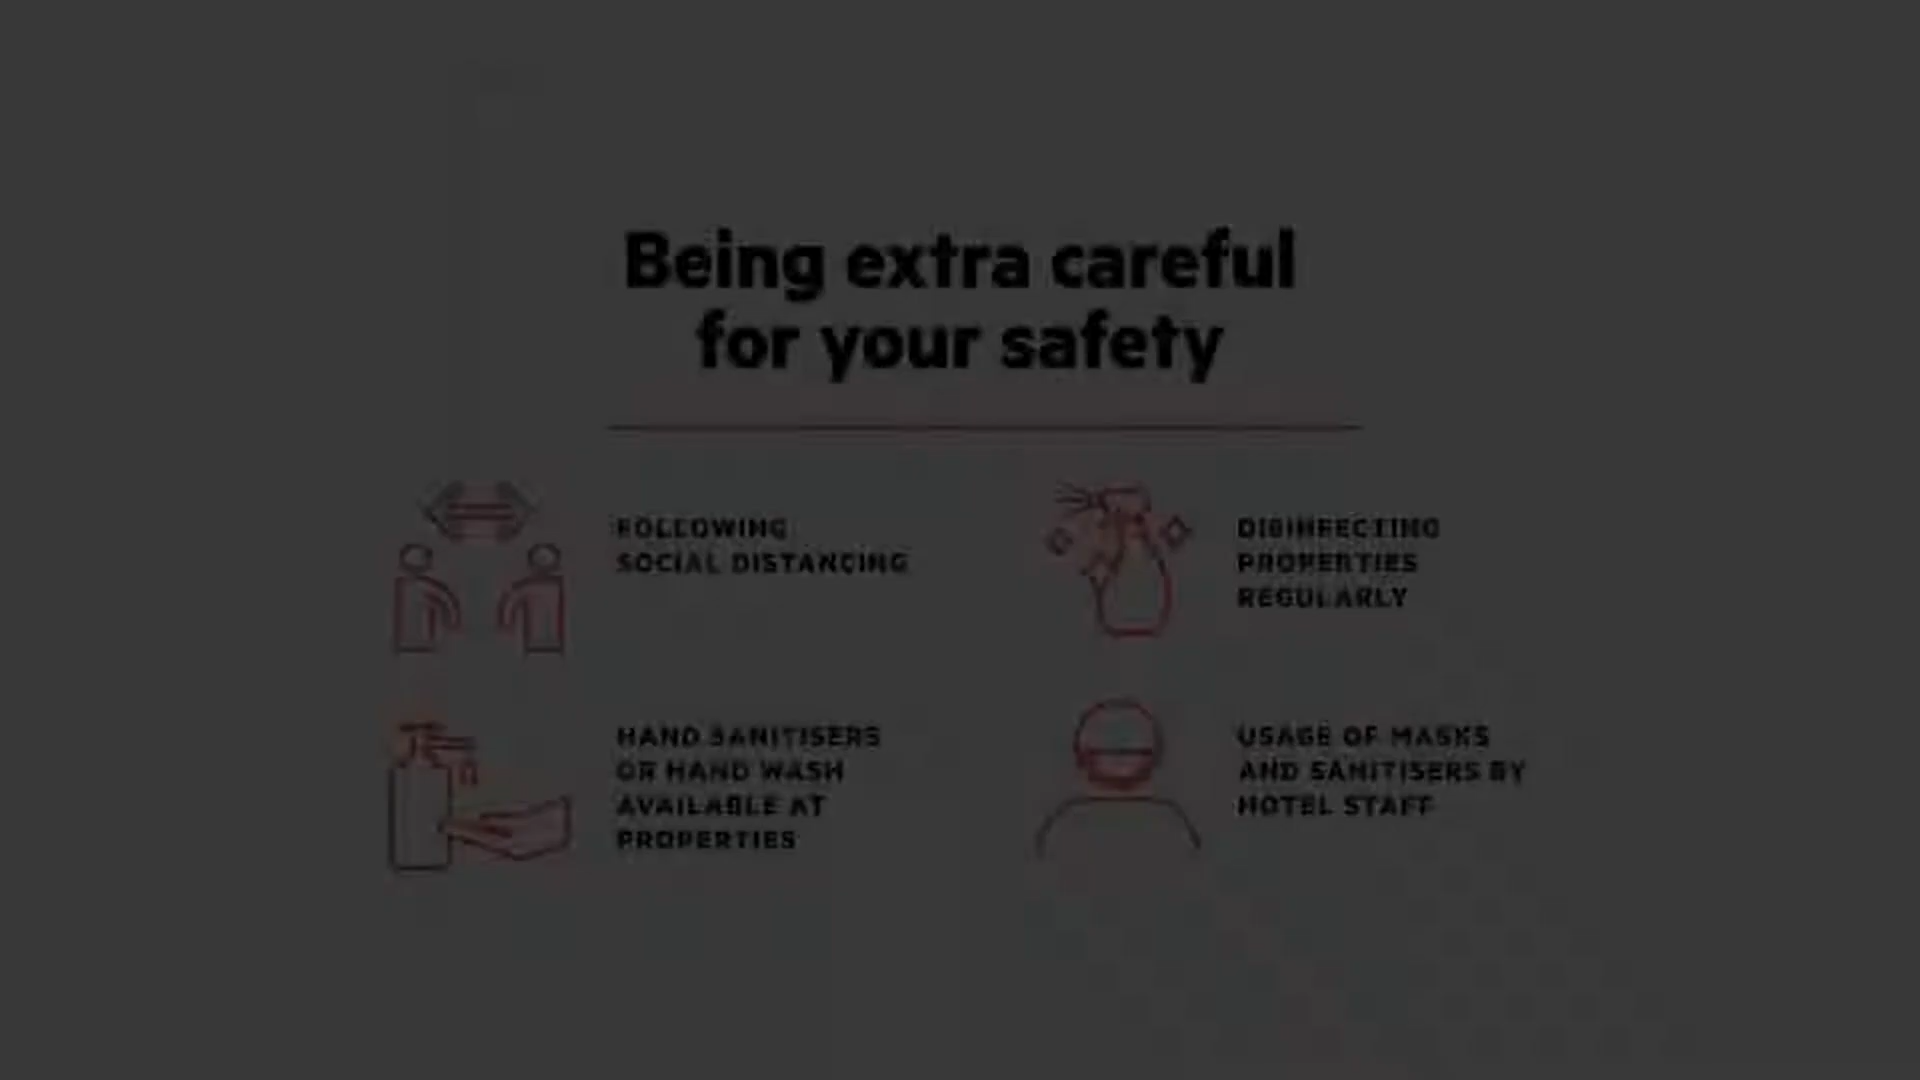 Being extra careful
for your safety
FOLLOWING
SOCIAL DISTANCING
DISINFECTING
PROPERTIES
REGULARLY
HAND SANITISERS
OR HAND WASH
AVAILABLE AT
PROPERTIES
USAGE OF MASKS
AND SANITISERS BY
HOTEL STAFF